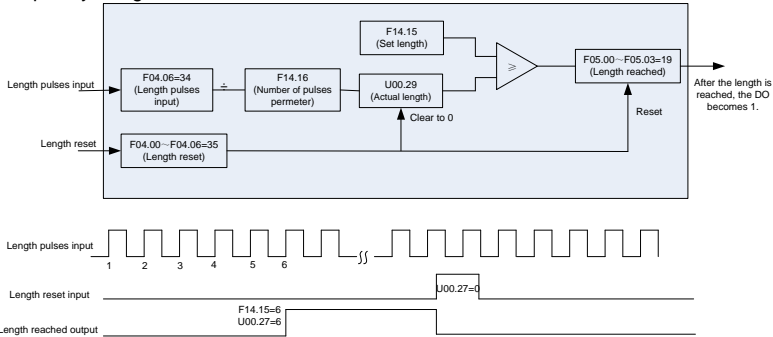 F14.15
(Set length)
F05.00～F05.03=19
(Length reached)
Length pulses input
F04.06=34
(Length pulses
input)
÷
F14.16
(Number of pulses
permeter)
U00.29
(Actual length)
≥
After the length is
reached, the DO
becomes 1.
Clear to 0
Reset
Length reset
F04.00～F04.06=35
(Length reset)
Length pulses input
1 2 3 4 5 6
Length reset input
U00.27=0
F14.15=6
U00.27=6
Length reached output